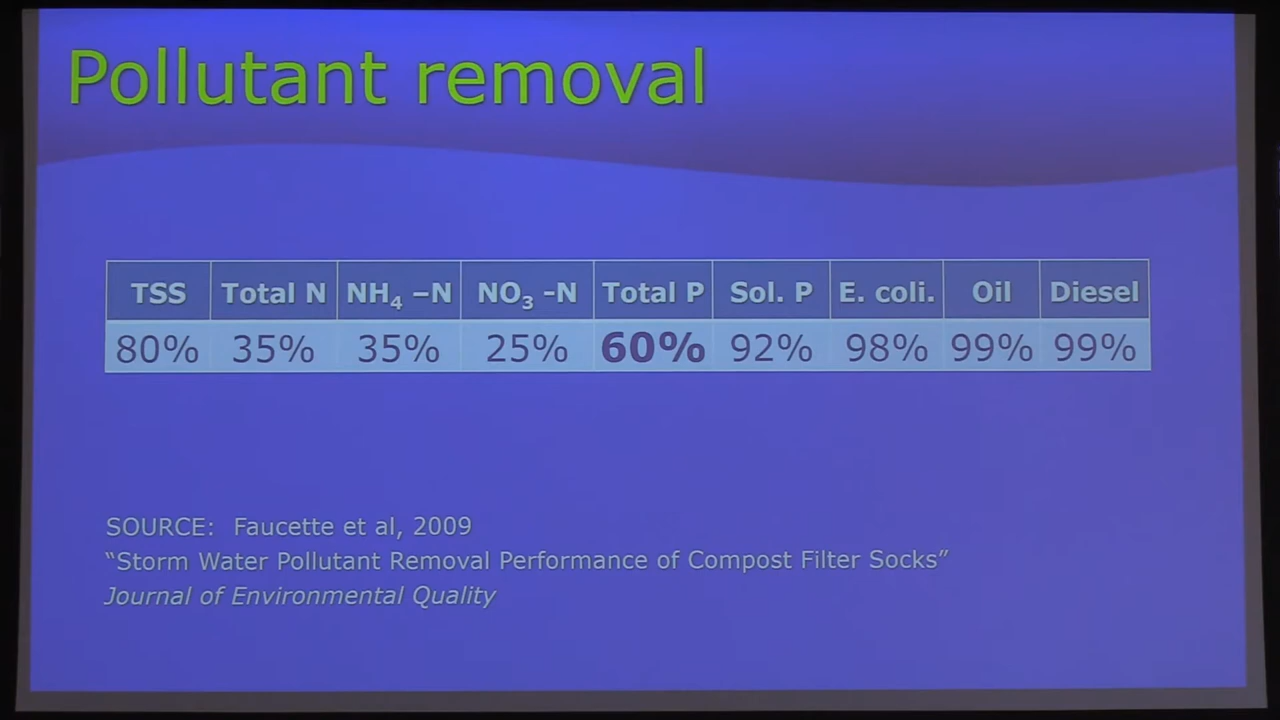 Pollutant removal
TSS Total N NH₄ –N NO₃ -N Total P Sol. P E. coli. Oil Diesel
80% 35% 35% 25% 60% 92% 98% 99% 99%
SOURCE: Faucette et al, 2009
“Storm Water Pollutant Removal Performance of Compost Filter Socks”
Journal of Environmental Quality